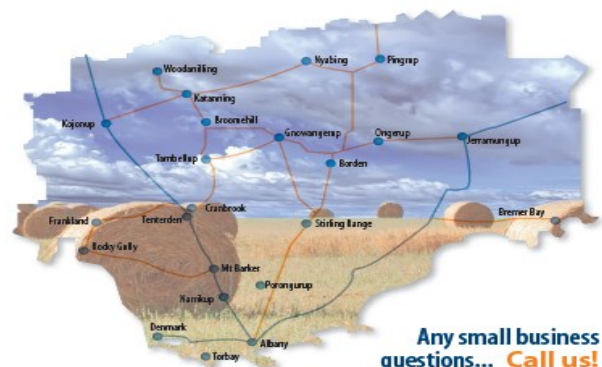 Nyabing
Pingrup
Woodanilling
Katanning
Kojonup
Broomehill
Gnowangerup
Ongerup
Jerramungup
Tambellup
Borden
Cranbrook
Frankland
Tenterden
Stirling Range
Bremer Bay
Rocky Gully
Mt Barker
Porongurup
Narrikup
Denmark
Albany
Torbay
Any small business
questions... Call us!